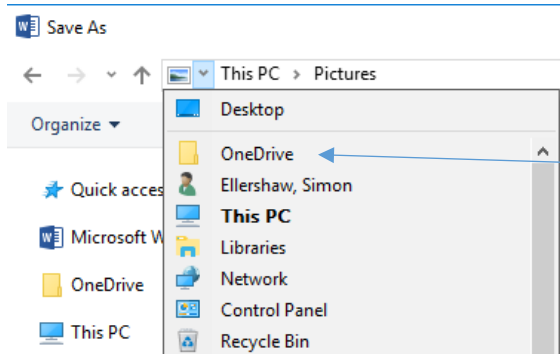 Save As
This PC > Pictures
Organize
Desktop
OneDrive
Quick acces
Ellershaw, Simon
This PC
Microsoft W
Libraries
OneDrive
Network
Control Panel
This PC
Recycle Bin